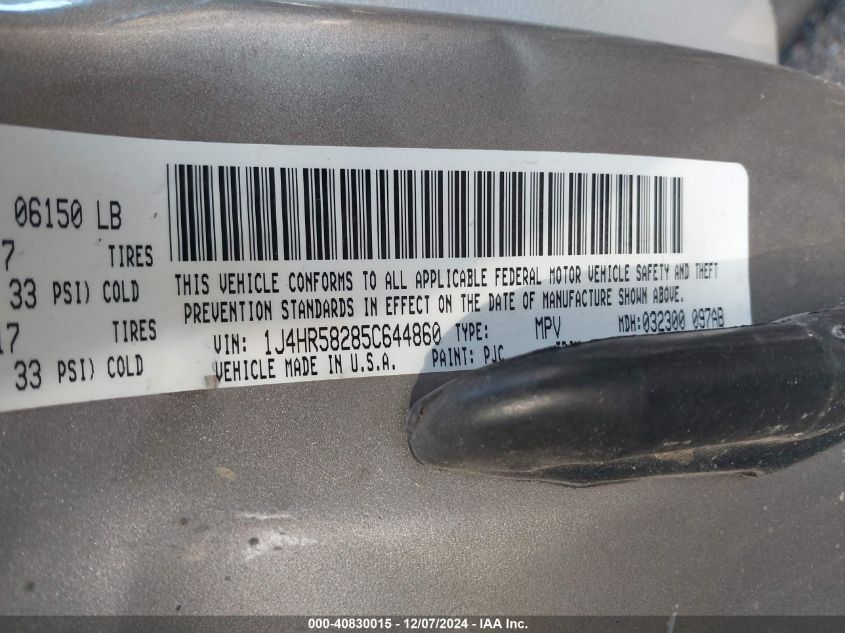 06150 LB
7 TIRES
33 PSI) COLD
17 TIRES
33 PSI) COLD
THIS VEHICLE CONFORMS TO ALL APPLICABLE FEDERAL MOTOR VEHICLE SAFETY AND THEFT
PREVENTION STANDARDS IN EFFECT ON THE DATE OF MANUFACTURE SHOWN ABOVE.
VIN: 1J4HR58285C644860 TYPE: MPV MDH:032300 097AB
VEHICLE MADE IN U.S.A. PAINT: PJC
000-40830015 - 12/07/2024 - IAA Inc.